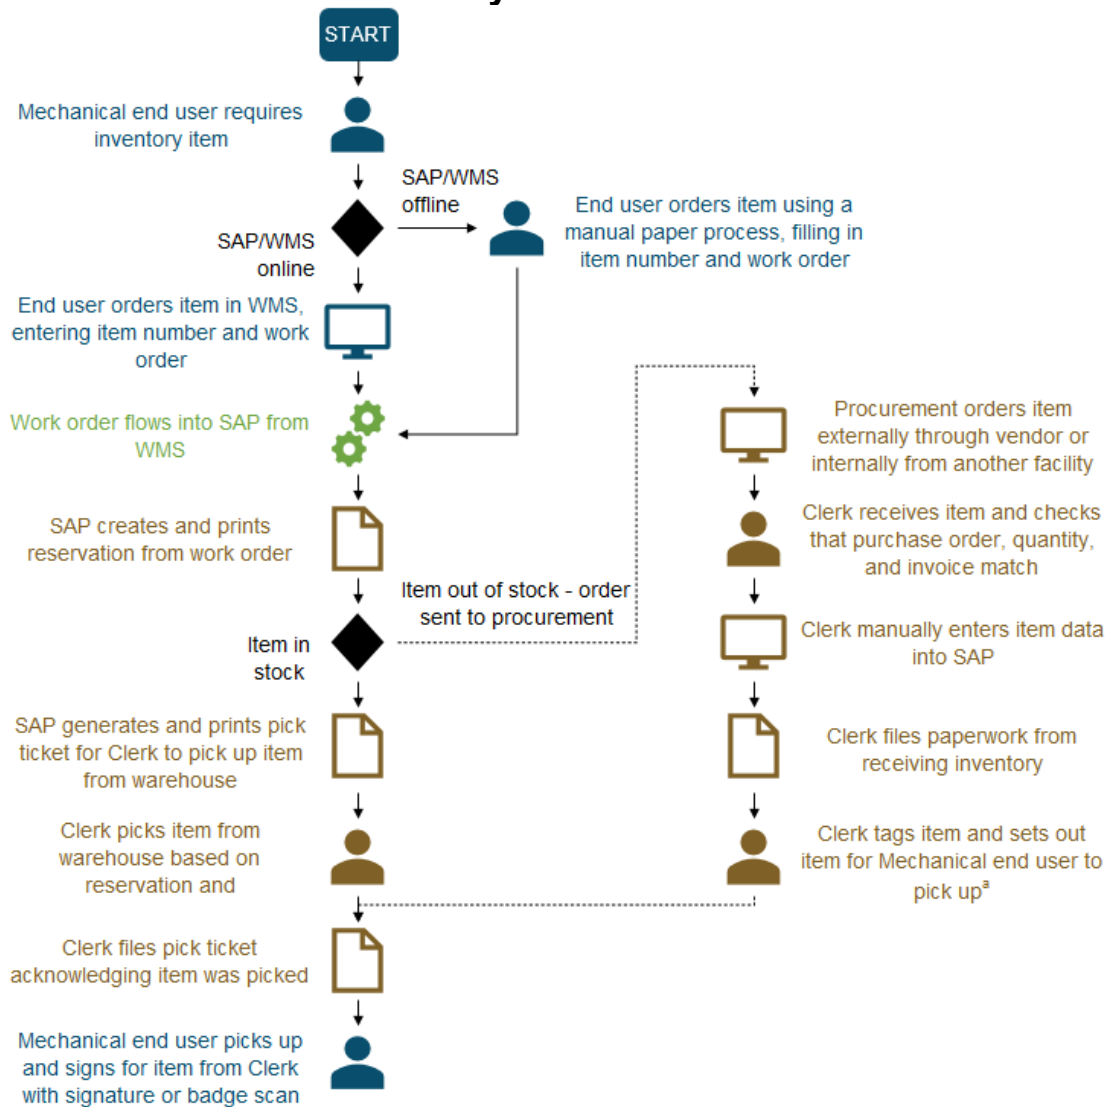 START
Mechanical end user requires
inventory item
SAP/WMS
offline
End user orders item using a
manual paper process, filling in
item number and work order
SAP/WMS
online
End user orders item in WMS,
entering item number and work
order
Work order flows into SAP from
WMS
SAP creates and prints
reservation from work order
Item out of stock - order
sent to procurement
Item in
stock
SAP generates and prints pick
ticket for Clerk to pick up item
from warehouse
Clerk picks item from
warehouse based on
reservation and
Clerk files pick ticket
acknowledging item was picked
Mechanical end user picks up
and signs for item from Clerk
with signature or badge scan
Procurement orders item
externally through vendor or
internally from another facility
Clerk receives item and checks
that purchase order, quantity,
and invoice match
Clerk manually enters item data
into SAP
Clerk files paperwork from
receiving inventory
Clerk tags item and sets out
item for Mechanical end user to
pick upª